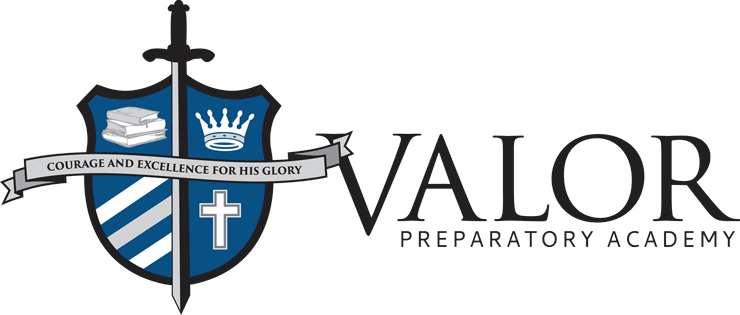 COURAGE AND EXCELLENCE FOR HIS GLORY
VALOR
PREPARATORY ACADEMY